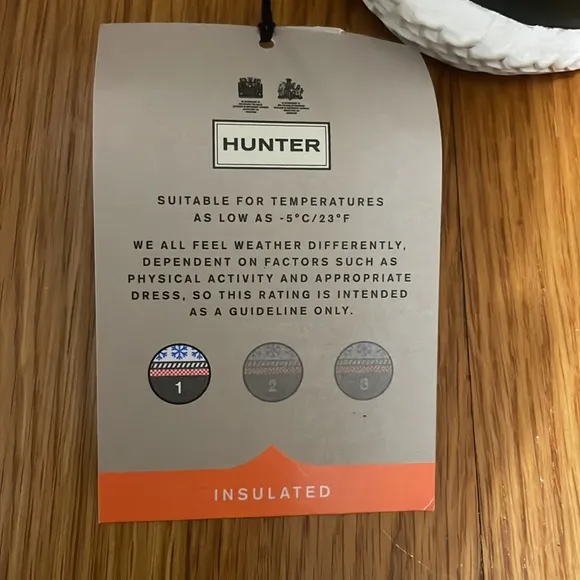 HUNTER
SUITABLE FOR TEMPERATURES
AS LOW AS -5°C/23°F
WE ALL FEEL WEATHER DIFFERENTLY,
DEPENDENT ON FACTORS SUCH AS
PHYSICAL ACTIVITY AND APPROPRIATE
DRESS, SO THIS RATING IS INTENDED
AS A GUIDELINE ONLY.
1 2 3
INSULATED